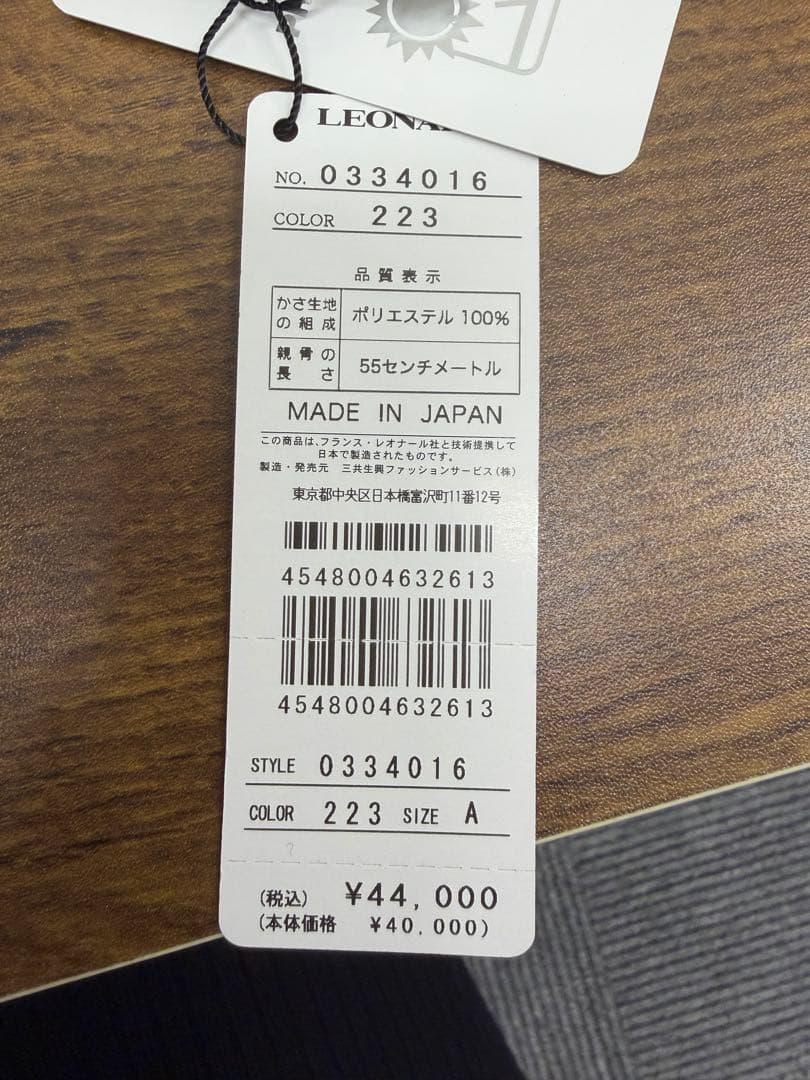 LEONA
NO. 0334016
COLOR 223
品質表示
かさ生地の組成 ポリエステル 100%
親骨の長さ 55センチメートル
MADE IN JAPAN
この商品は、フランス・レオナール社と技術提携して
日本で製造されたものです。
製造・発売元 三共生興ファッションサービス(株)
東京都中央区日本橋富沢町11番12号
4548004632613
4548004632613
STYLE 0334016
COLOR 223 SIZE A
(税込) ¥44,000
(本体価格 ¥40,000)